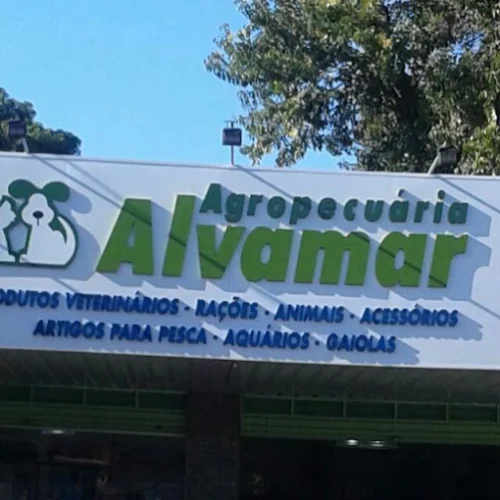 Agropecuária
Alvamar
ODUTOS VETERINÁRIOS • RAÇÕES • ANIMAIS • ACESSÓRIOS
ARTIGOS PARA PESCA • AQUÁRIOS • GAIOLAS